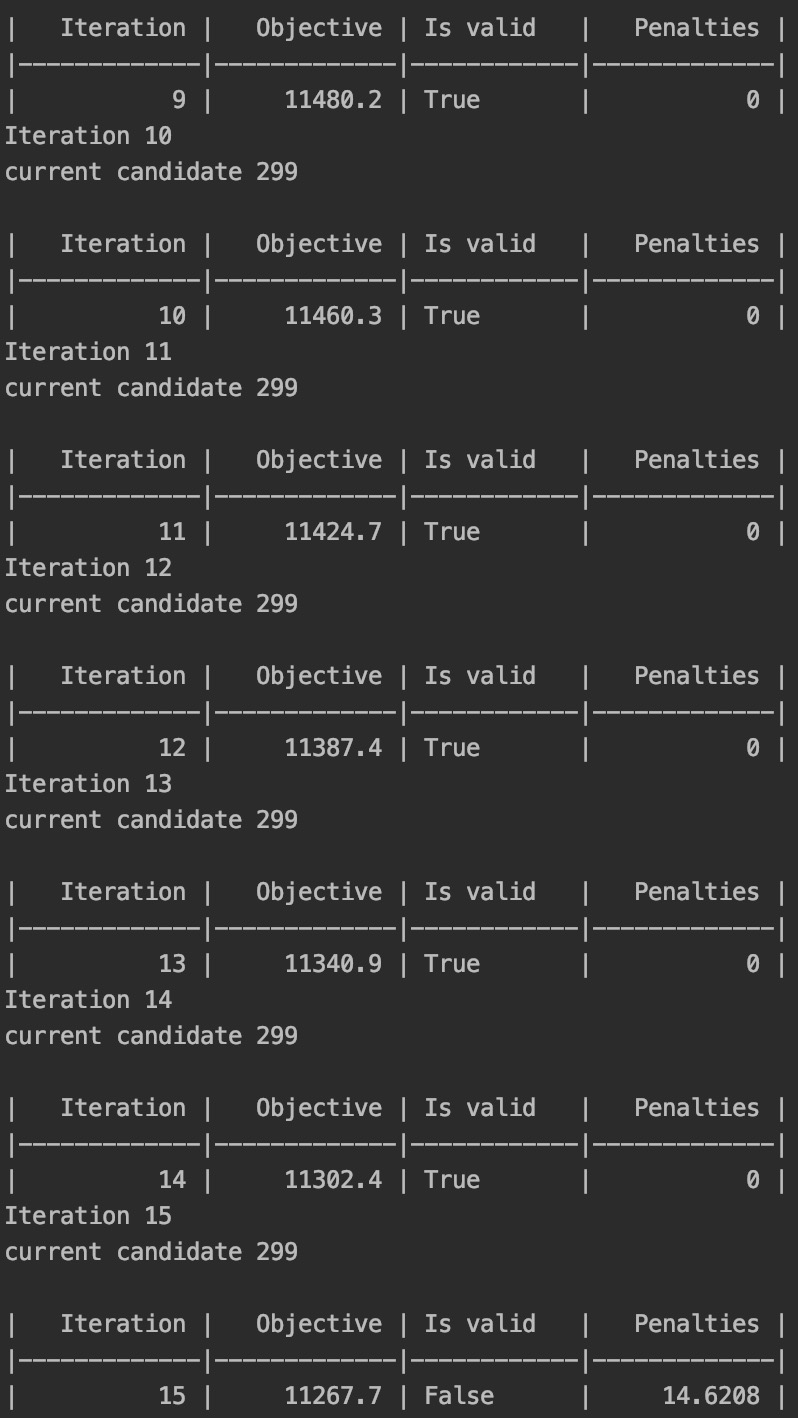 |   Iteration |   Objective | Is valid   |   Penalties |
|-------------|-------------|------------|-------------|
|           9 |     11480.2 | True       |           0 |
Iteration 10
current candidate 299
|   Iteration |   Objective | Is valid   |   Penalties |
|-------------|-------------|------------|-------------|
|          10 |     11460.3 | True       |           0 |
Iteration 11
current candidate 299
|   Iteration |   Objective | Is valid   |   Penalties |
|-------------|-------------|------------|-------------|
|          11 |     11424.7 | True       |           0 |
Iteration 12
current candidate 299
|   Iteration |   Objective | Is valid   |   Penalties |
|-------------|-------------|------------|-------------|
|          12 |     11387.4 | True       |           0 |
Iteration 13
current candidate 299
|   Iteration |   Objective | Is valid   |   Penalties |
|-------------|-------------|------------|-------------|
|          13 |     11340.9 | True       |           0 |
Iteration 14
current candidate 299
|   Iteration |   Objective | Is valid   |   Penalties |
|-------------|-------------|------------|-------------|
|          14 |     11302.4 | True       |           0 |
Iteration 15
current candidate 299
|   Iteration |   Objective | Is valid   |   Penalties |
|-------------|-------------|------------|-------------|
|          15 |     11267.7 | False      |     14.6208 |